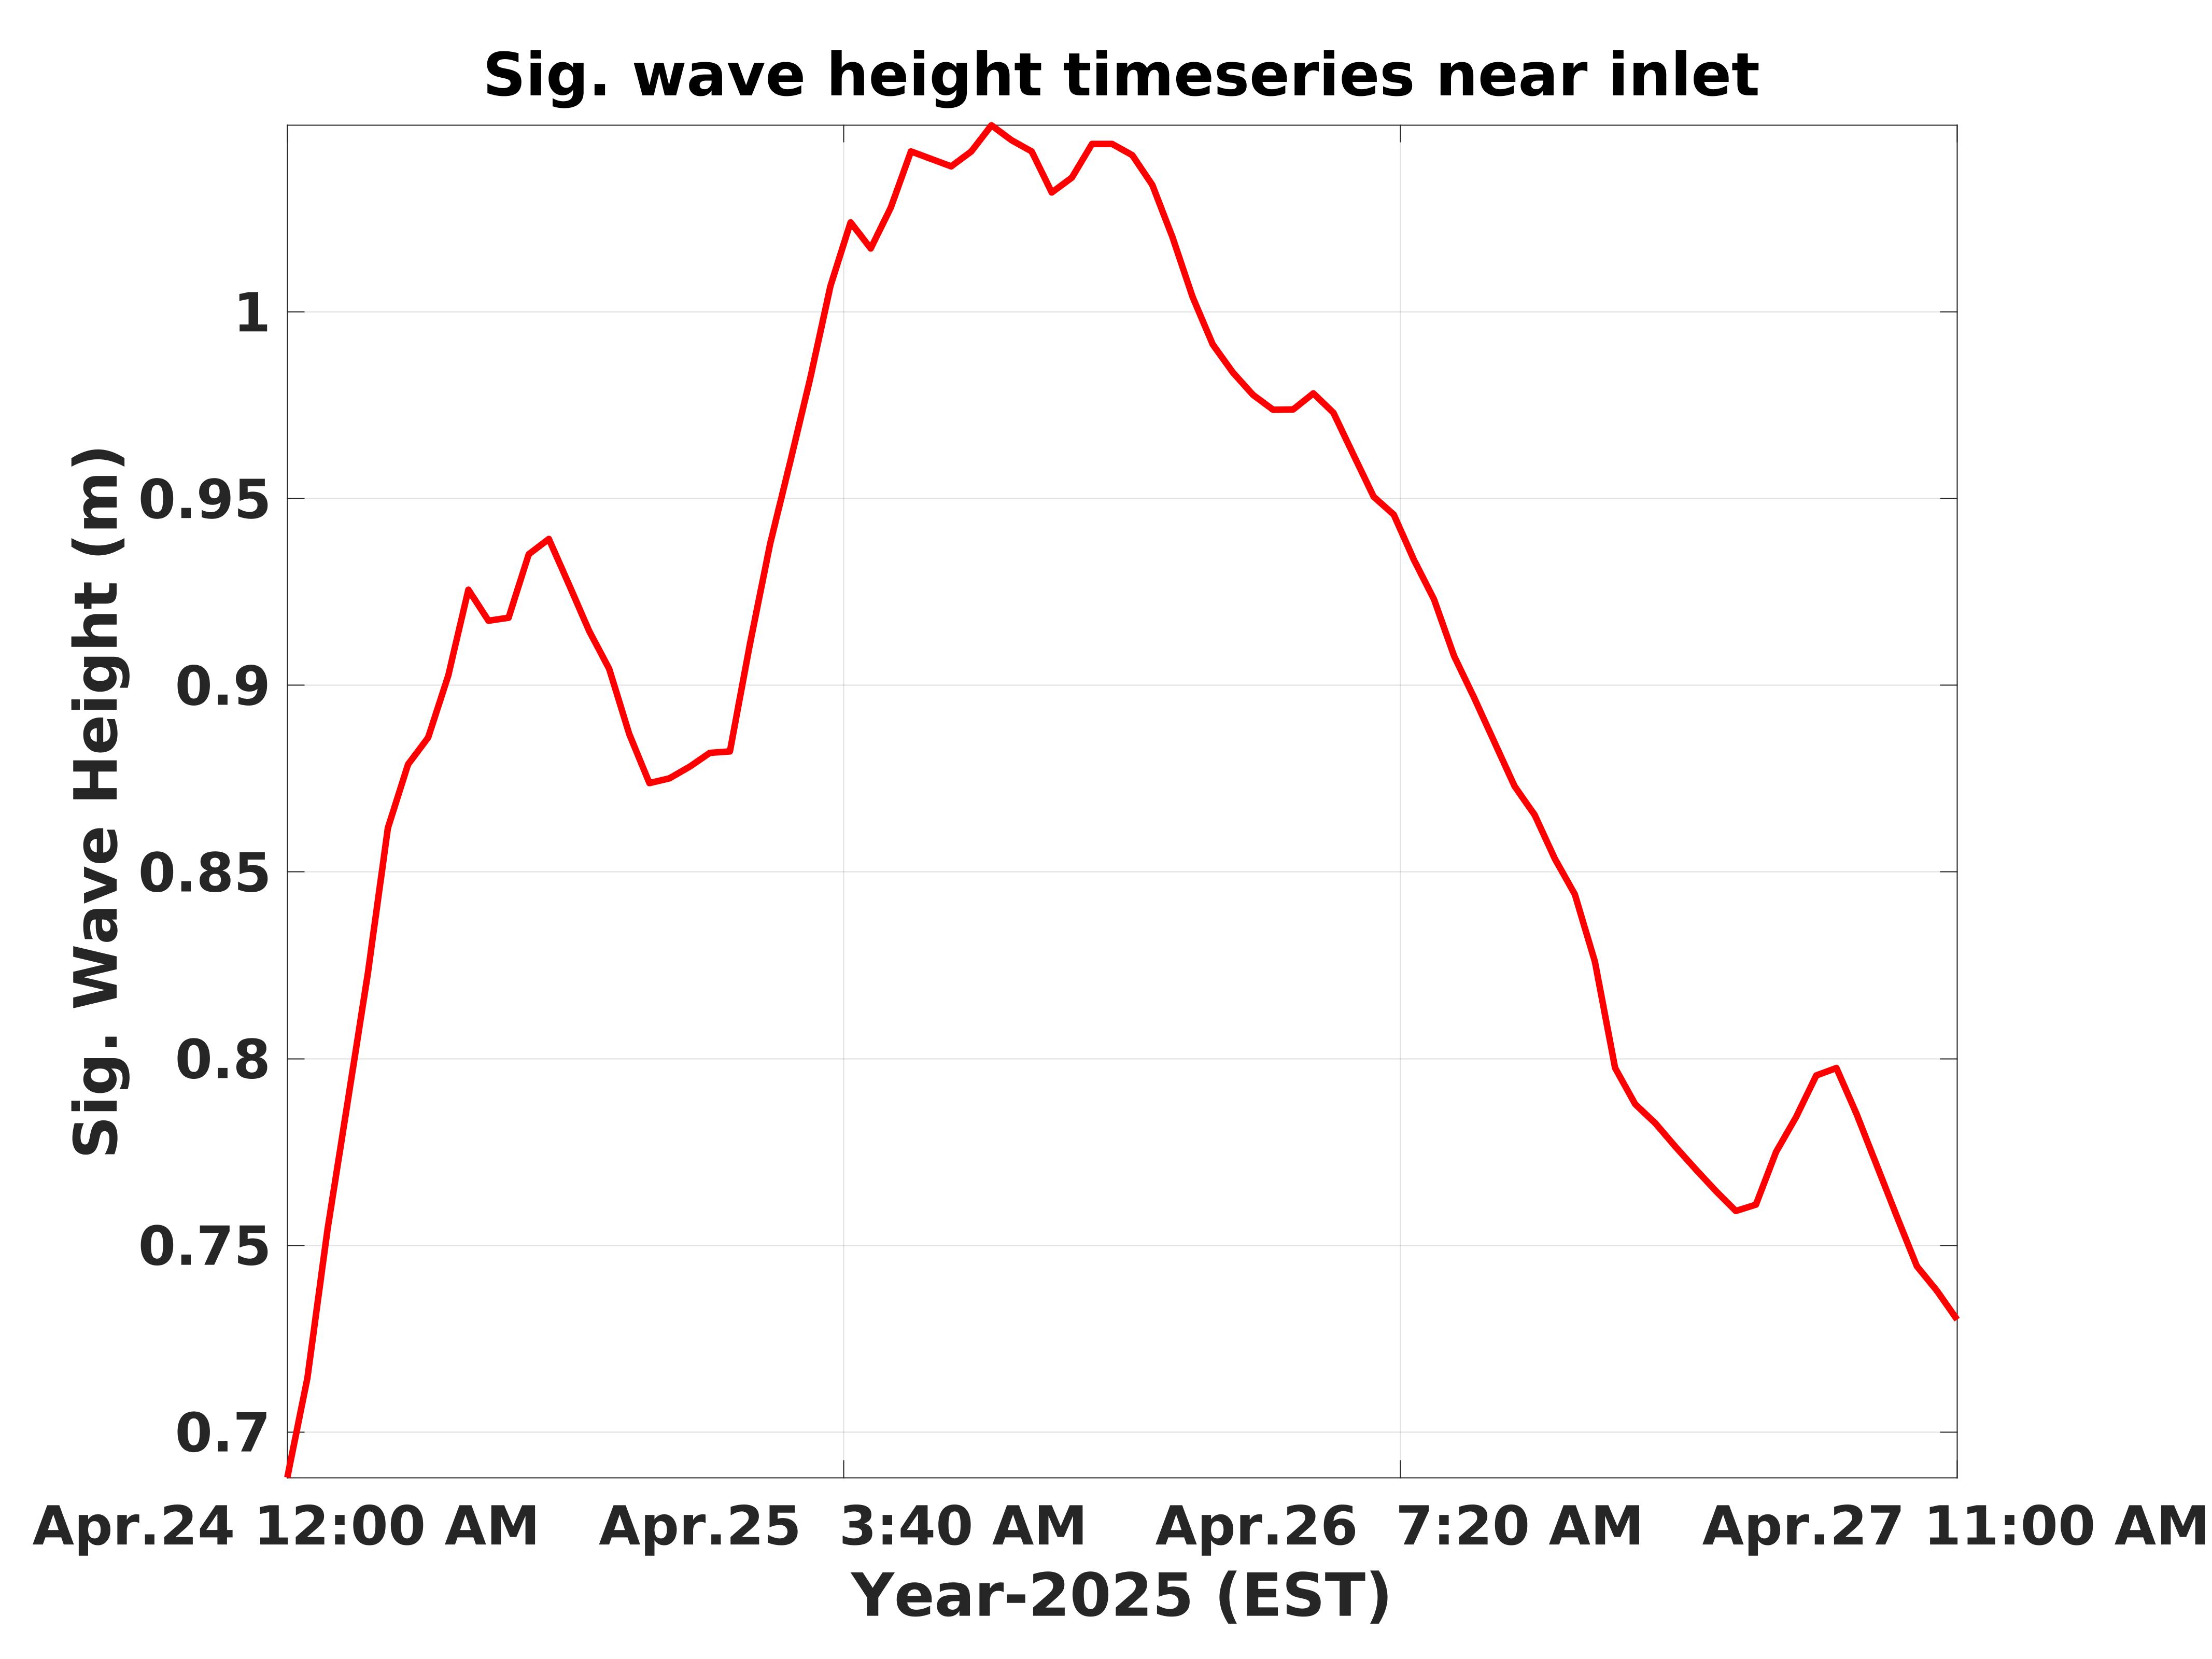 Sig. wave height timeseries near inlet
Sig. Wave Height (m)
1
0.95
0.9
0.85
0.8
0.75
0.7
Apr.24 12:00 AM Apr.25 3:40 AM Apr.26 7:20 AM Apr.27 11:00 AM
Year-2025 (EST)